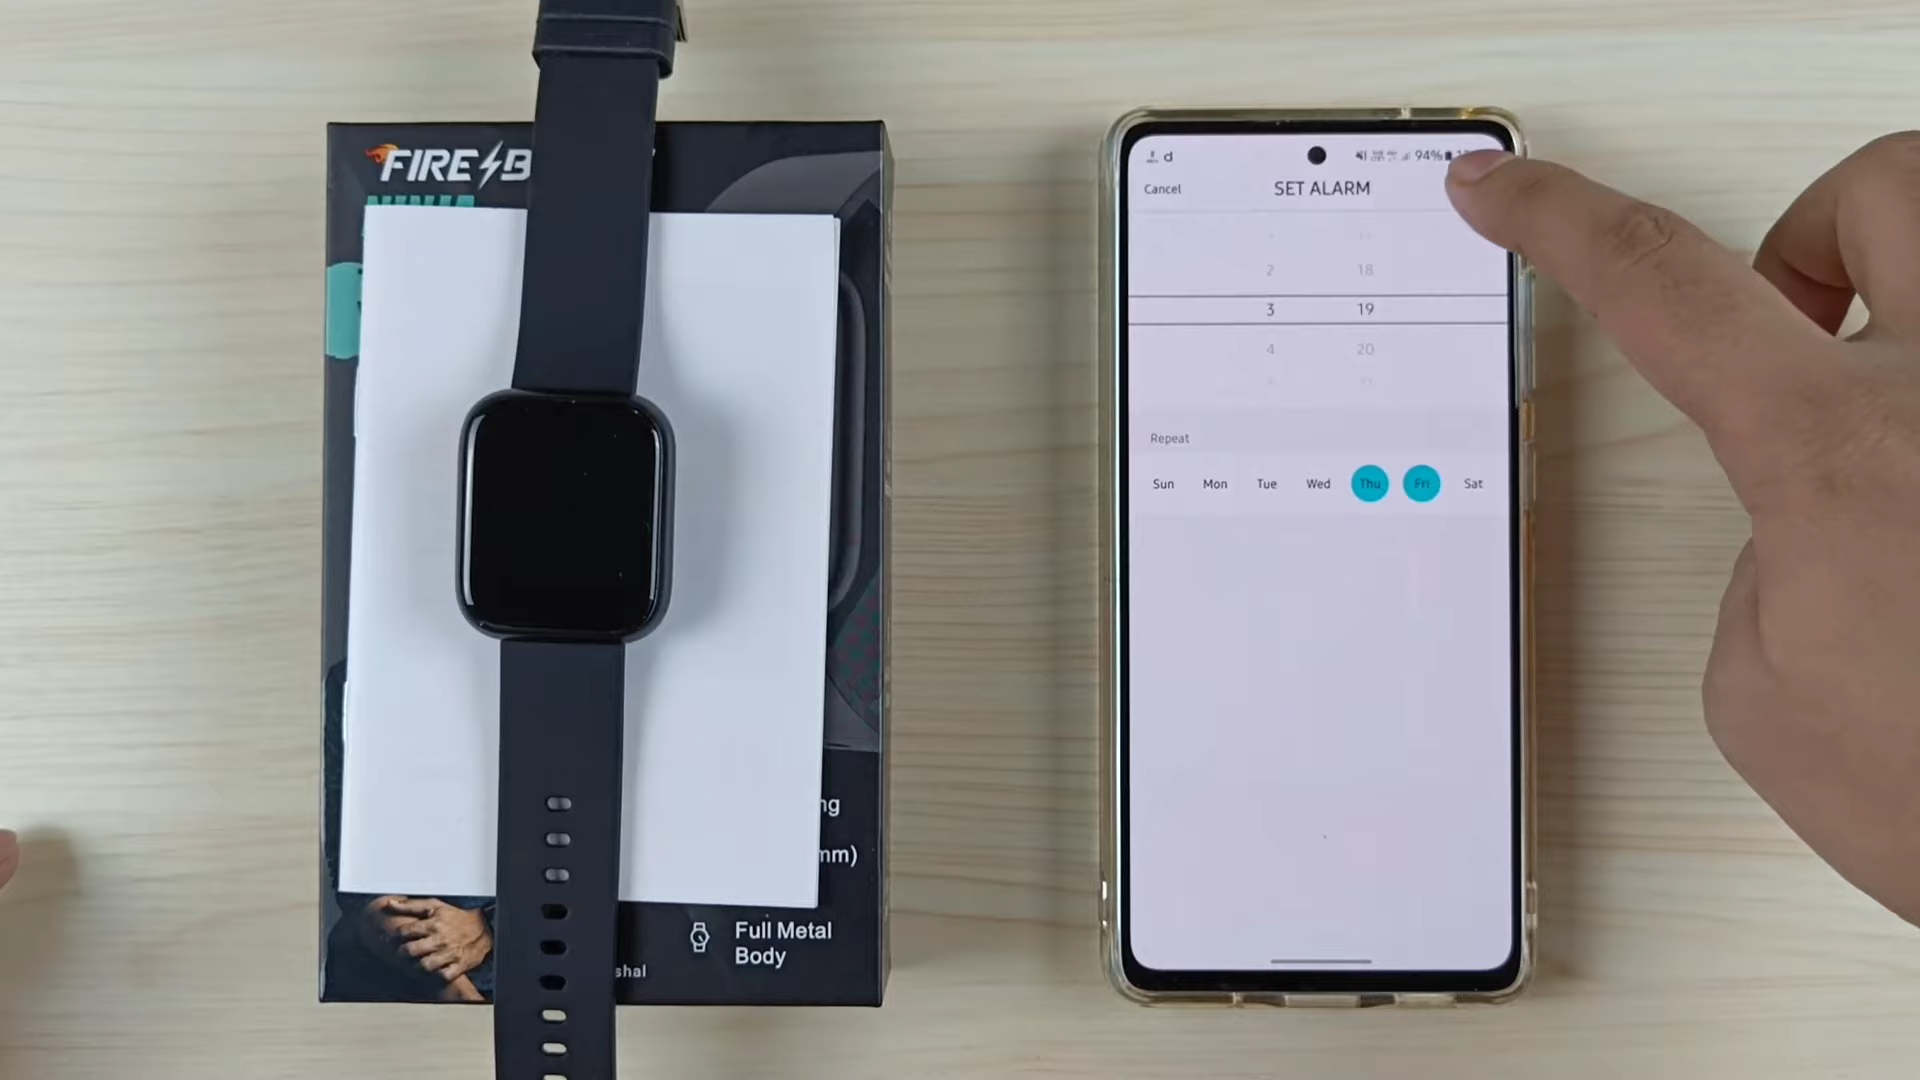 FIRE B
NINJA
ng
mm)
Full Metal
Body
shal
d
94%
Cancel
SET ALARM
2 18
3 19
4 20
Repeat
Sun Mon Tue Wed Thu Fri Sat